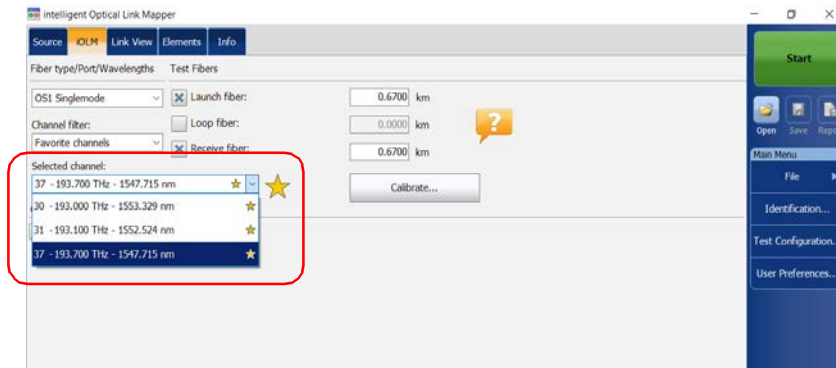 intelligent Optical Link Mapper
Source iOLM Link View Elements Info
Fiber type/Port/Wavelengths Test Fibers
OS1 Singlemode
Launch fiber: 0.6700 km
Channel filter:
Loop fiber: 0.0000 km
Favorite channels
Receive fiber: 0.6700 km
Selected channel:
37 - 193.700 THz - 1547.715 nm
Calibrate...
30 - 193.000 THz - 1553.329 nm
31 - 193.100 THz - 1552.524 nm
37 - 193.700 THz - 1547.715 nm
?
Start
Open Save
Main Menu
File
Identification...
Test Configuration.
User Preferences...